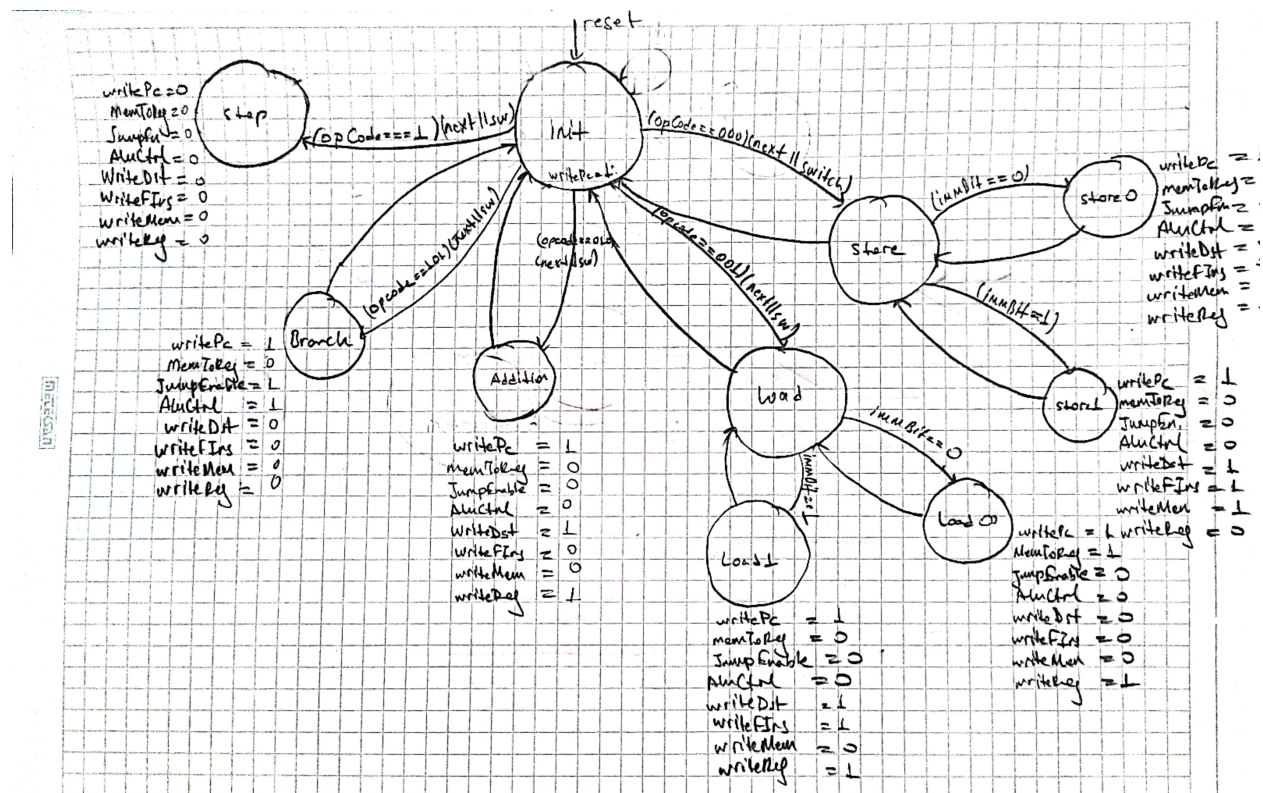 reset
Init
writePc=1;
stop
writePc=0
MemToReg=0
JumpEn=0
AluCtrl=0
WriteDst=0
WriteFIns=0
writeMem=0
writeReg=0
(opCode===1)(next||sw)
(opCode==000)(next||switch)
(opcode==101)(next||sw)
(opcode==010)
(next||sw)
(opcode==001)(next||sw)
store
(immBit==0)
store0
writePc
memToReg=
JumpEn=
AluCtrl=
writeDst=
writeFIns=
writeMem=
writeReg=
(immBit=1)
store1
writePc = 1
memToReg = 0
JumpEn. = 0
AluCtrl = 0
writeDst = 1
writeFIns = 1
writeMem = 1
writeReg = 0
Branch
writePc = 1
MemToReg = 0
JumpEnable = 1
AluCtrl = 1
writeDst = 0
writeFIns = 0
writeMem = 0
writeReg = 0
Addition
writePc = 1
memToReg = 0
JumpEnable = 0
AluCtrl = 0
WriteDst = 1
writeFIns = 0
writeMem = 0
writeReg = 1
Load
immBit==0
immBit==1
Load1
writePc = 1
memToReg = 0
JumpEnable = 0
AluCtrl = 0
writeDst = 1
writeFIns = 1
writeMem = 0
writeReg = 1
Load0
writePc = 1
MemToReg = 1
JumpEnable = 0
AluCtrl = 0
writeDst = 0
writeFIns = 0
writeMem = 0
writeReg = 1